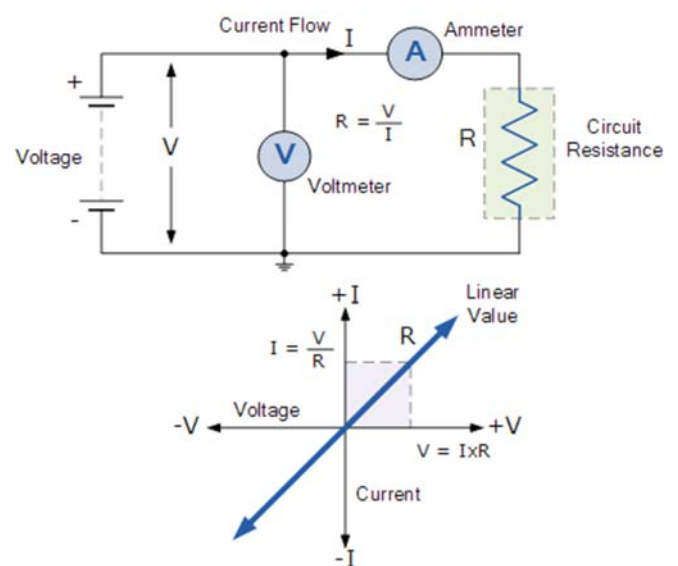 Current Flow
I
Ammeter
A
+
Voltage
-
V
V
Voltmeter
R = V
I
R
Circuit
Resistance
+I
Linear
Value
I = V
R
R
-V
Voltage
+V
V = IxR
Current
-I